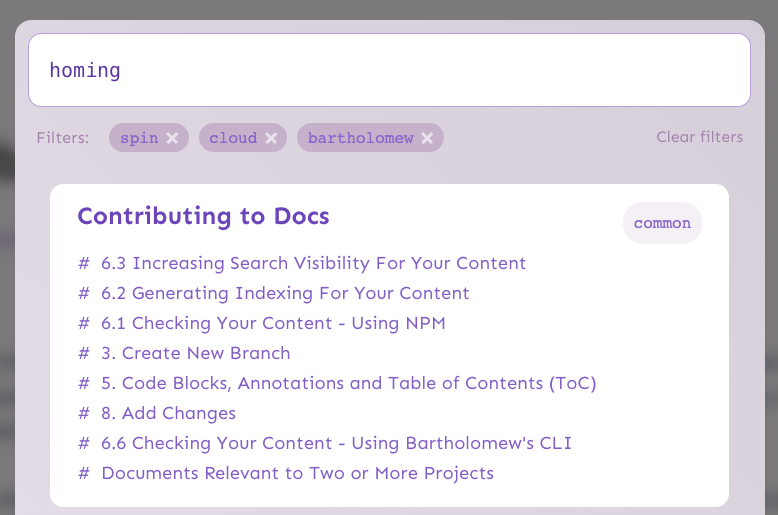 homing
Filters: spin × cloud × bartholomew × Clear filters
Contributing to Docs
common
# 6.3 Increasing Search Visibility For Your Content
# 6.2 Generating Indexing For Your Content
# 6.1 Checking Your Content - Using NPM
# 3. Create New Branch
# 5. Code Blocks, Annotations and Table of Contents (ToC)
# 8. Add Changes
# 6.6 Checking Your Content - Using Bartholomew's CLI
# Documents Relevant to Two or More Projects